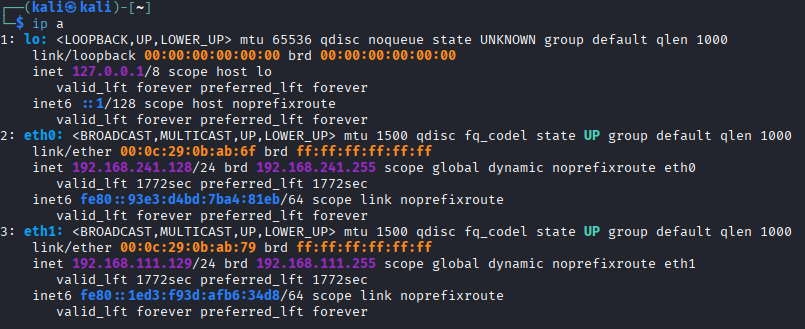 ┌──(kali㉿kali)-[~]
└─$ ip a
1: lo: <LOOPBACK,UP,LOWER_UP> mtu 65536 qdisc noqueue state UNKNOWN group default qlen 1000
    link/loopback 00:00:00:00:00:00 brd 00:00:00:00:00:00
    inet 127.0.0.1/8 scope host lo
       valid_lft forever preferred_lft forever
    inet6 ::1/128 scope host noprefixroute
       valid_lft forever preferred_lft forever
2: eth0: <BROADCAST,MULTICAST,UP,LOWER_UP> mtu 1500 qdisc fq_codel state UP group default qlen 1000
    link/ether 00:0c:29:0b:ab:6f brd ff:ff:ff:ff:ff:ff
    inet 192.168.241.128/24 brd 192.168.241.255 scope global dynamic noprefixroute eth0
       valid_lft 1772sec preferred_lft 1772sec
    inet6 fe80::93e3:d4bd:7ba4:81eb/64 scope link noprefixroute
       valid_lft forever preferred_lft forever
3: eth1: <BROADCAST,MULTICAST,UP,LOWER_UP> mtu 1500 qdisc fq_codel state UP group default qlen 1000
    link/ether 00:0c:29:0b:ab:79 brd ff:ff:ff:ff:ff:ff
    inet 192.168.111.129/24 brd 192.168.111.255 scope global dynamic noprefixroute eth1
       valid_lft 1772sec preferred_lft 1772sec
    inet6 fe80::1ed3:f93d:afb6:34d8/64 scope link noprefixroute
       valid_lft forever preferred_lft forever